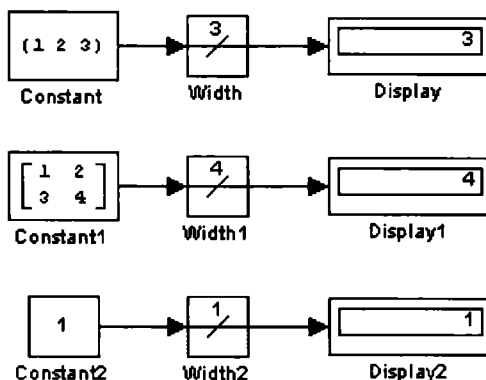 (1 2 3)
3
3
Constant
Width
Display
1 2
3 4
4
4
Constant1
Width1
Display1
1
1
1
Constant2
Width2
Display2